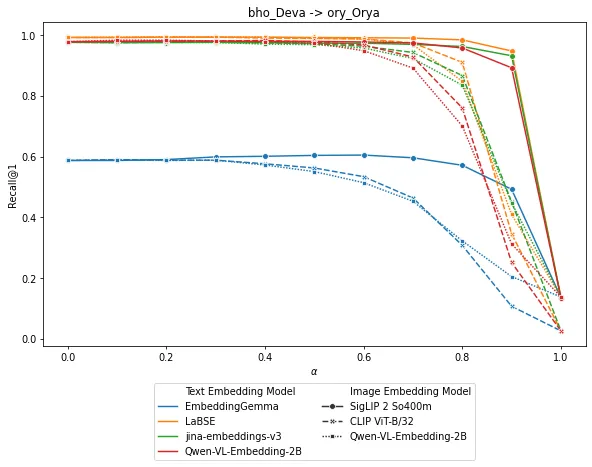 bho_Deva -> ory_Orya
1.0
0.8
0.6
0.4
0.2
0.0
Recall@1
0.0 0.2 0.4 0.6 0.8 1.0
α
Text Embedding Model
EmbeddingGemma
LaBSE
jina-embeddings-v3
Qwen-VL-Embedding-2B
Image Embedding Model
SigLIP 2 So400m
CLIP ViT-B/32
Qwen-VL-Embedding-2B